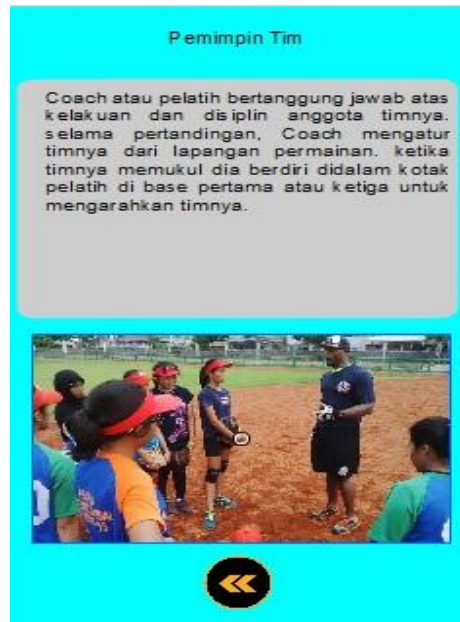 Pemimpin Tim
Coach atau pelatih bertanggung jawab atas
kelakuan dan disiplin anggota timnya.
selama pertandingan, Coach mengatur
timnya dari lapangan permainan. ketika
timnya memukul dia berdiri didalam kotak
pelatih di base pertama atau ketiga untuk
mengarahkan timnya.